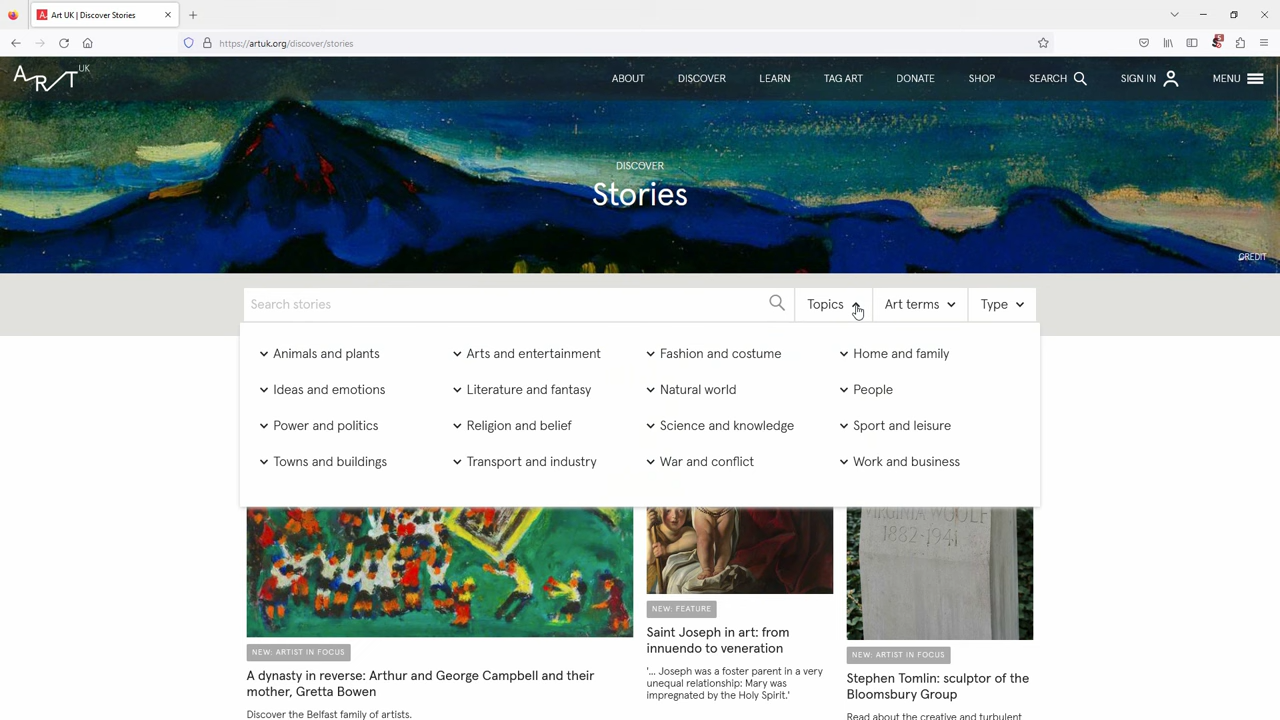 Art UK | Discover Stories
https://artuk.org/discover/stories
5
ART UK
ABOUT
DISCOVER
LEARN
TAG ART
DONATE
SHOP
SEARCH
SIGN IN
MENU
DISCOVER
Stories
CREDIT
Search stories
Topics
Art terms
Type
Animals and plants
Arts and entertainment
Fashion and costume
Home and family
Ideas and emotions
Literature and fantasy
Natural world
People
Power and politics
Religion and belief
Science and knowledge
Sport and leisure
Towns and buildings
Transport and industry
War and conflict
Work and business
NEW: ARTIST IN FOCUS
A dynasty in reverse: Arthur and George Campbell and their
mother, Gretta Bowen
Discover the Belfast family of artists.
NEW: FEATURE
Saint Joseph in art: from
innuendo to veneration
'... Joseph was a foster parent in a very
unequal relationship: Mary was
impregnated by the Holy Spirit.'
VIRGINIA WOOLF
1882-1941
NEW: ARTIST IN FOCUS
Stephen Tomlin: sculptor of the
Bloomsbury Group
Read about the creative and turbulent